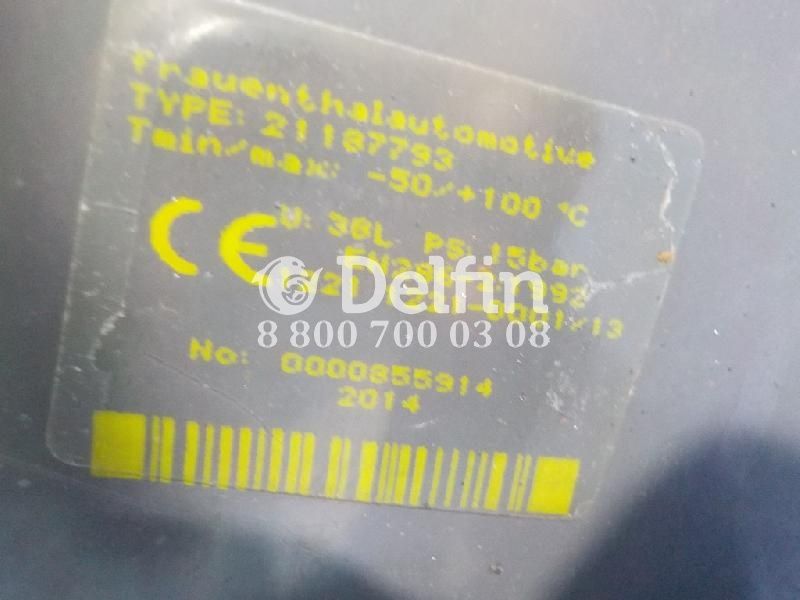 frauenthalautomotive
TYPE: 21187793
Tmin/max: -50/+100 °C
CE
V: 38L PS: 15bar
Delfin
8 800 700 03 08
No: 0000855914
2014